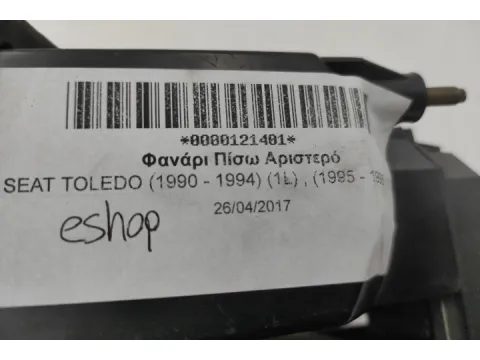 *0000121401*
Φανάρι Πίσω Αριστερό
SEAT TOLEDO (1990 - 1994) (1L) , (1995 -
26/04/2017
eshop